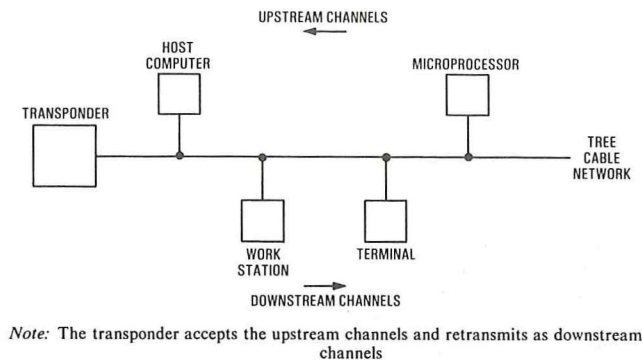 UPSTREAM CHANNELS
HOST
COMPUTER
MICROPROCESSOR
TRANSPONDER
TREE
CABLE
NETWORK
WORK
STATION
TERMINAL
DOWNSTREAM CHANNELS
Note: The transponder accepts the upstream channels and retransmits as downstream
channels